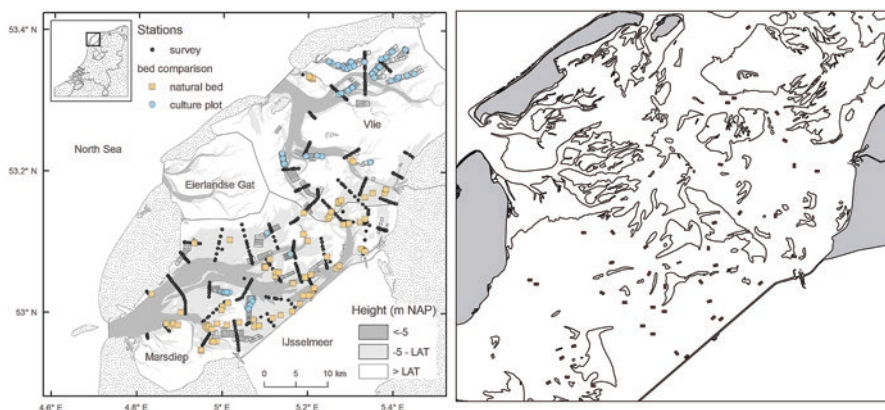 53.4° N
53.2° N
53° N
Stations
survey
bed comparison
natural bed
culture plot
North Sea
Vlie
Eierlandse Gat
Marsdiep
IJsselmeer
Height (m NAP)
<-5
-5 - LAT
> LAT
0 5 10 km
4.6° E 4.8° E 5° E 5.2° E 5.4° E